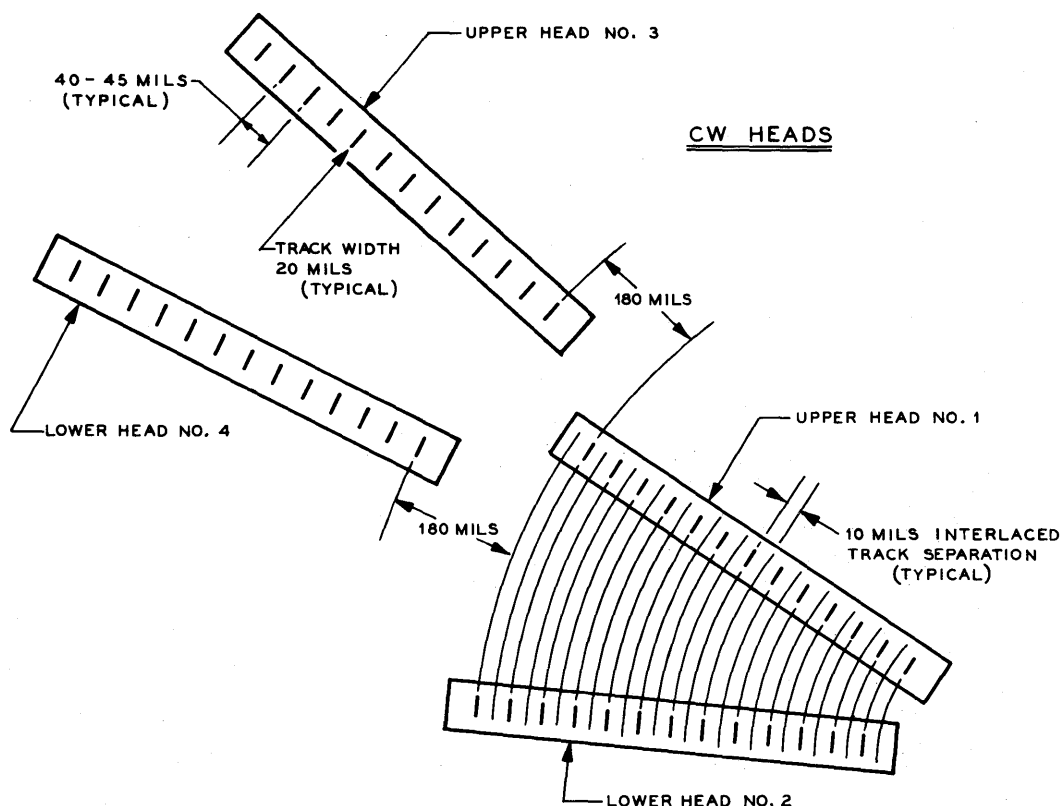 UPPER HEAD NO. 3
40 - 45 MILS
(TYPICAL)
CW HEADS
TRACK WIDTH
20 MILS
(TYPICAL)
180 MILS
LOWER HEAD NO. 4
UPPER HEAD NO. 1
180 MILS
10 MILS INTERLACED
TRACK SEPARATION
(TYPICAL)
LOWER HEAD NO. 2